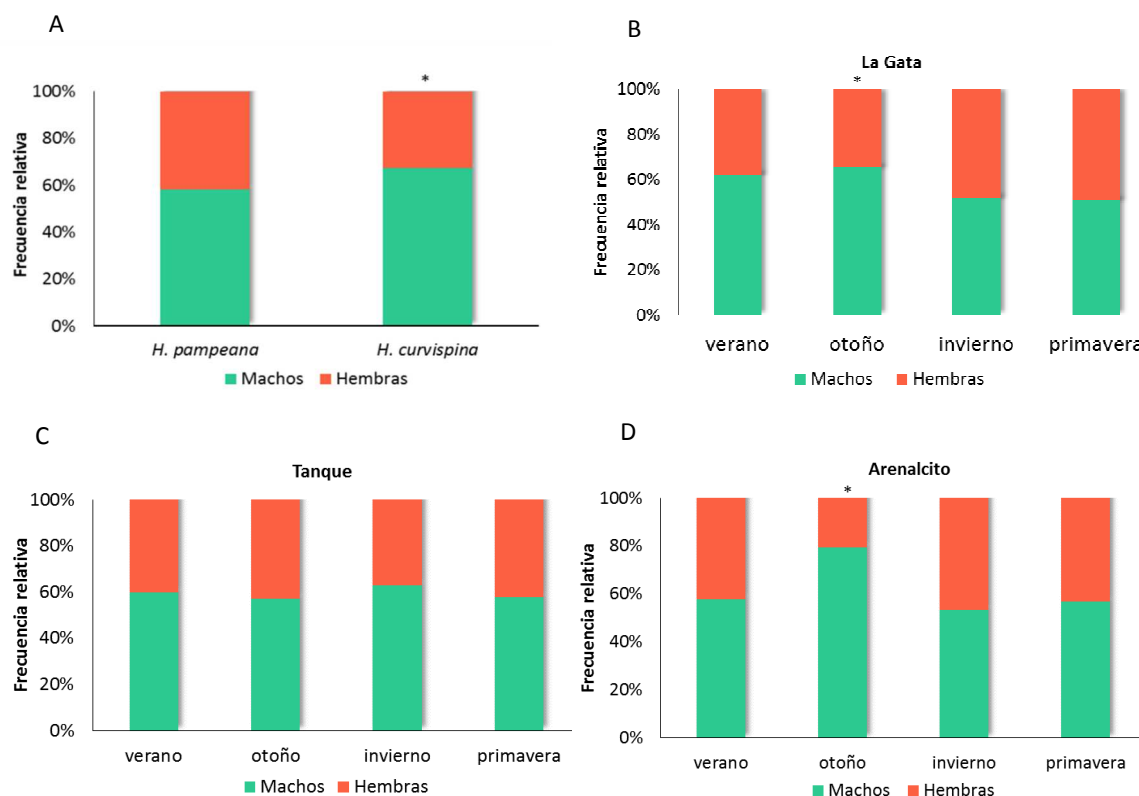 A
*
100%
80%
60%
40%
20%
0%
Frecuencia relativa
H. pampeana H. curvispina
Machos Hembras
B
La Gata
*
100%
80%
60%
40%
20%
0%
Frecuencia relativa
verano otoño invierno primavera
Machos Hembras
C
Tanque
100%
80%
60%
40%
20%
0%
Frecuencia relativa
verano otoño invierno primavera
Machos Hembras
D
Arenalcito
*
100%
80%
60%
40%
20%
0%
Frecuencia relativa
verano otoño invierno primavera
Machos Hembras